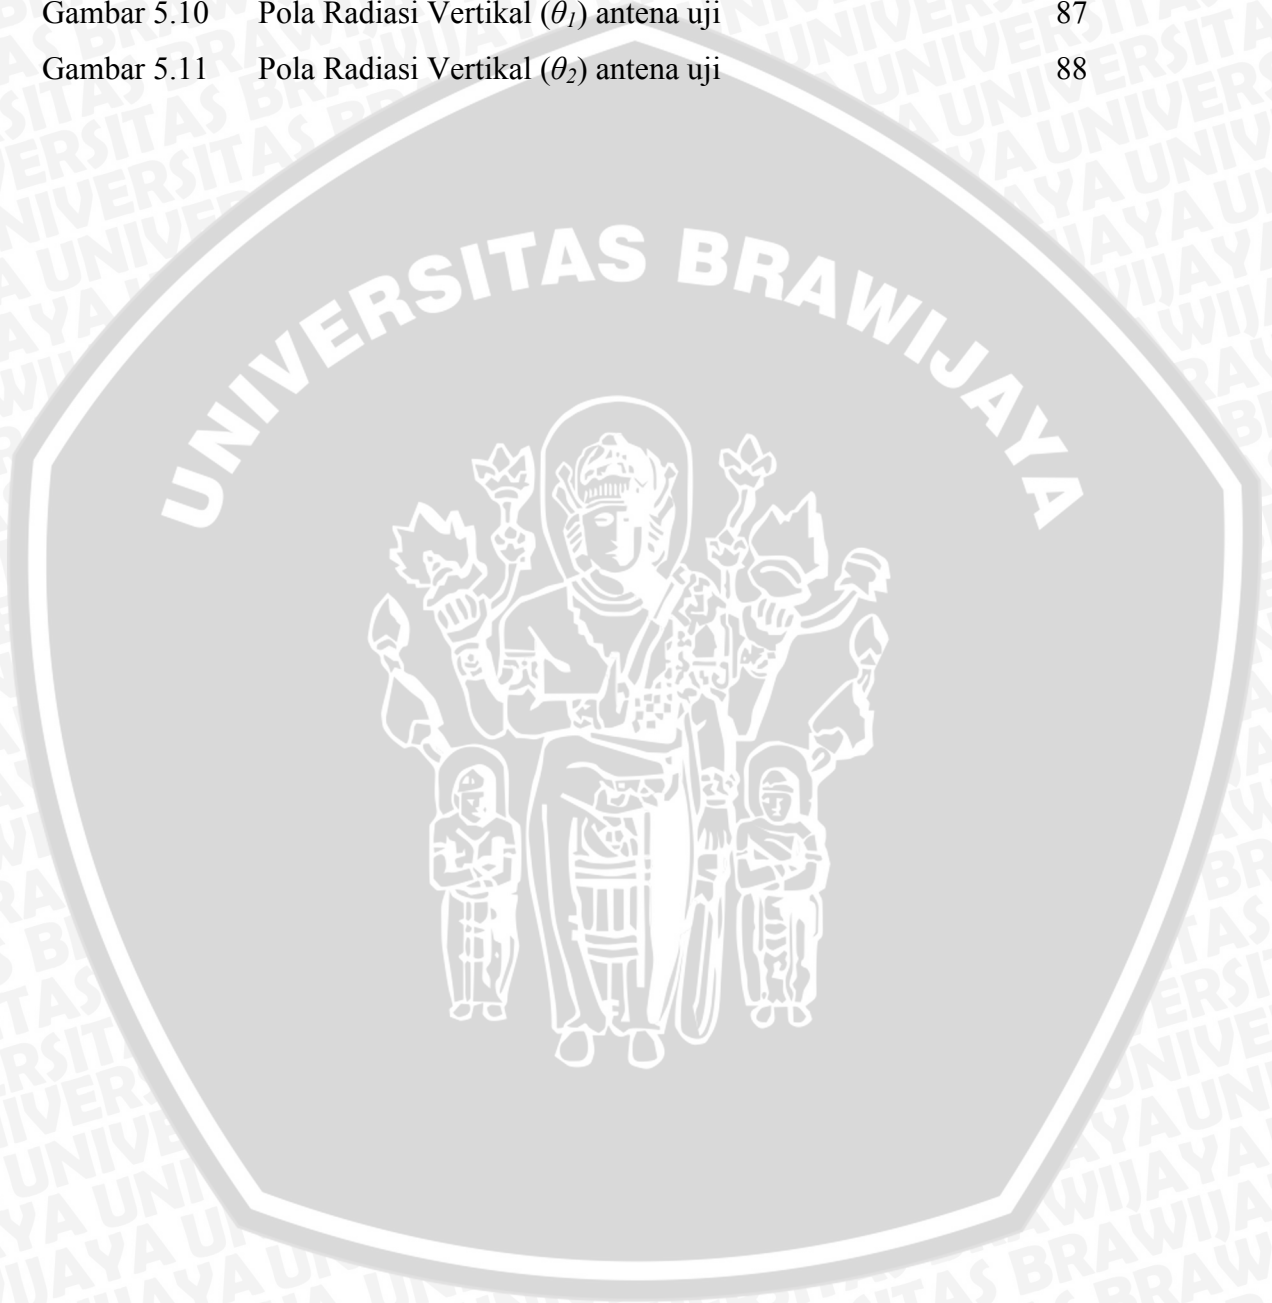 Gambar 5.10 Pola Radiasi Vertikal (θ1) antena uji 87
Gambar 5.11 Pola Radiasi Vertikal (θ2) antena uji 88
UNIVERSITAS BRAWIJAYA